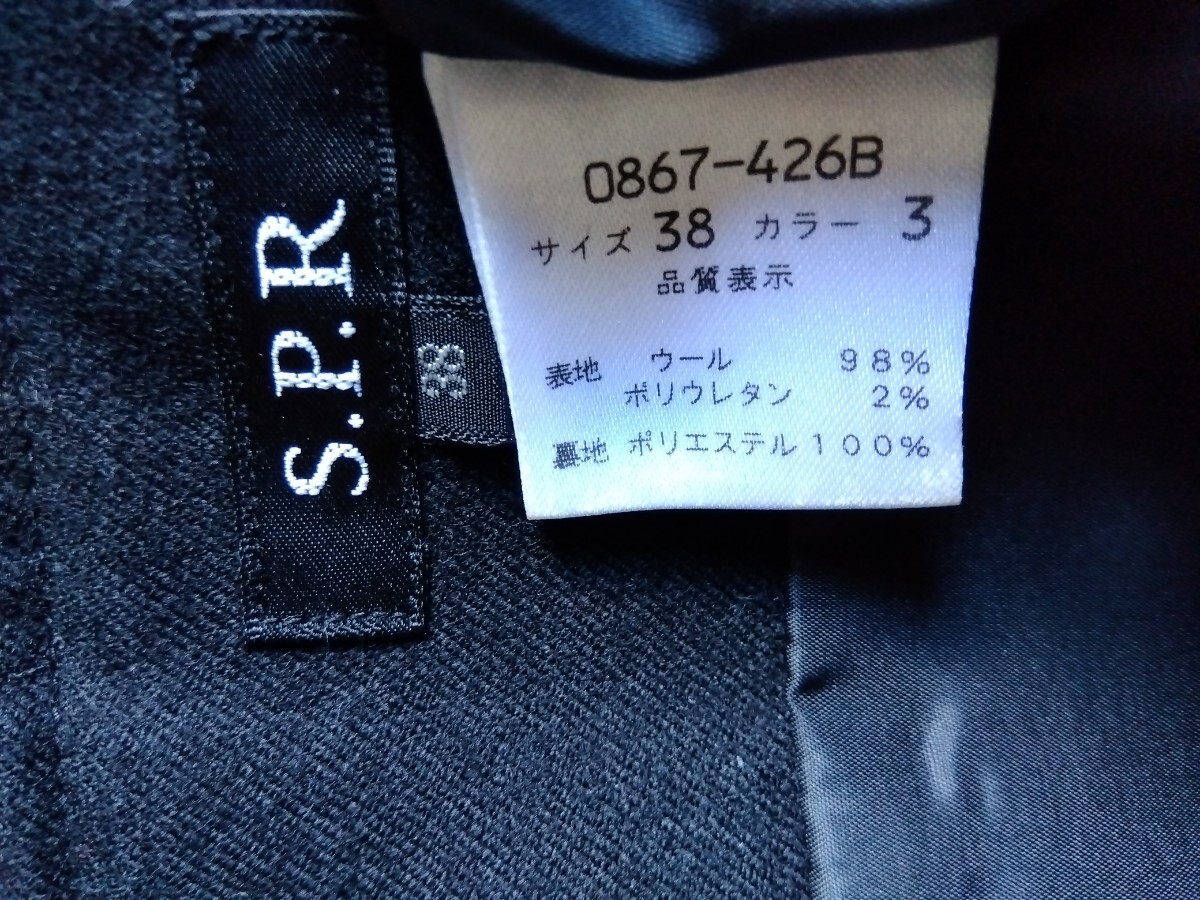 S.P.R
38
0867-426B
サイズ 38 カラー 3
品質表示
表地 ウール 98%
ポリウレタン 2%
裏地 ポリエステル 100%